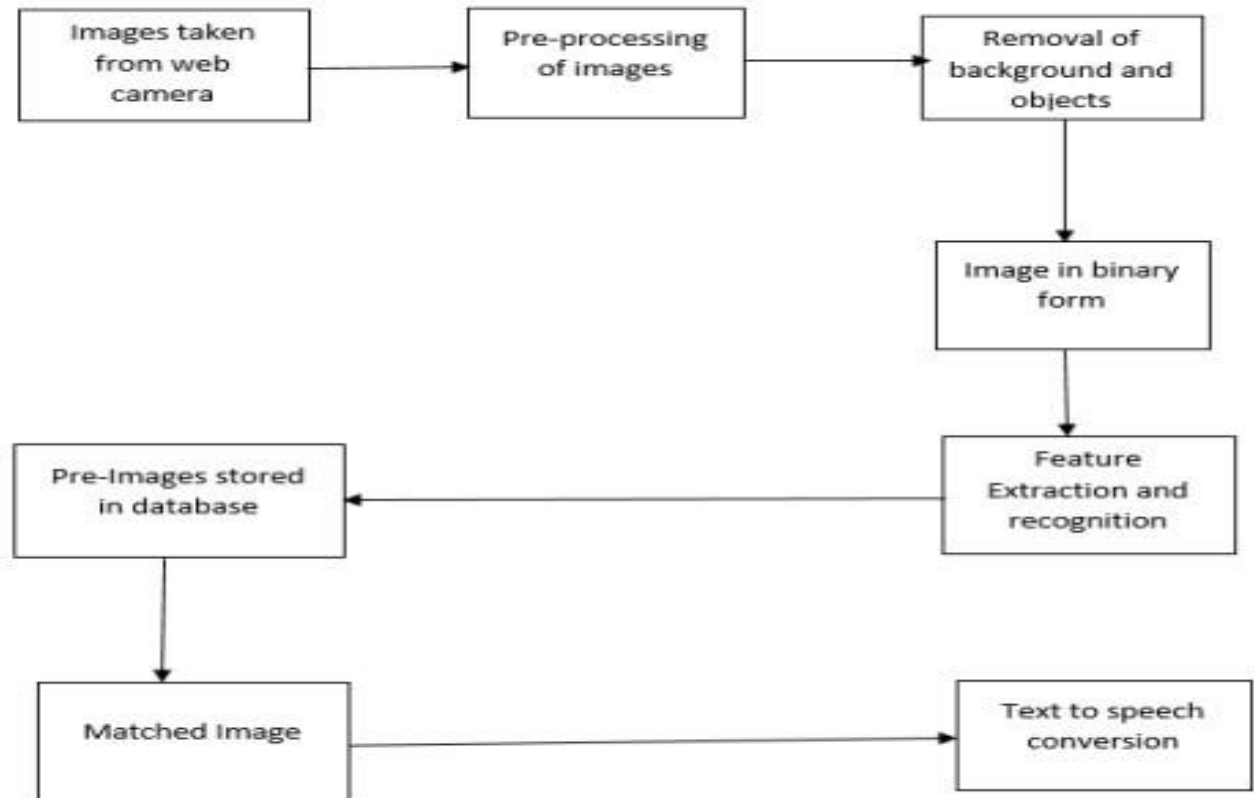 Images taken
from web
camera
Pre-processing
of images
Removal of
background and
objects
Image in binary
form
Feature
Extraction and
recognition
Pre-Images stored
in database
Matched Image
Text to speech
conversion